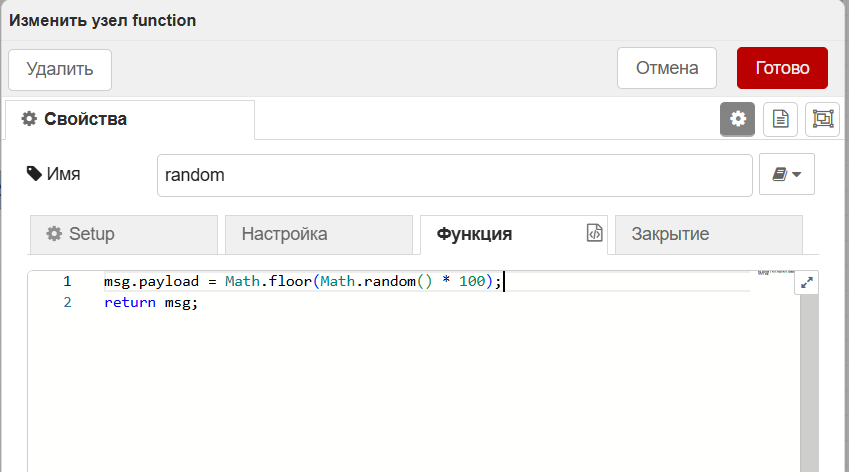 Изменить узел function
Удалить
Отмена
Готово
Свойства
Имя
random
Setup
Настройка
Функция
Закрытие
1 msg.payload = Math.floor(Math.random() * 100);
2 return msg;